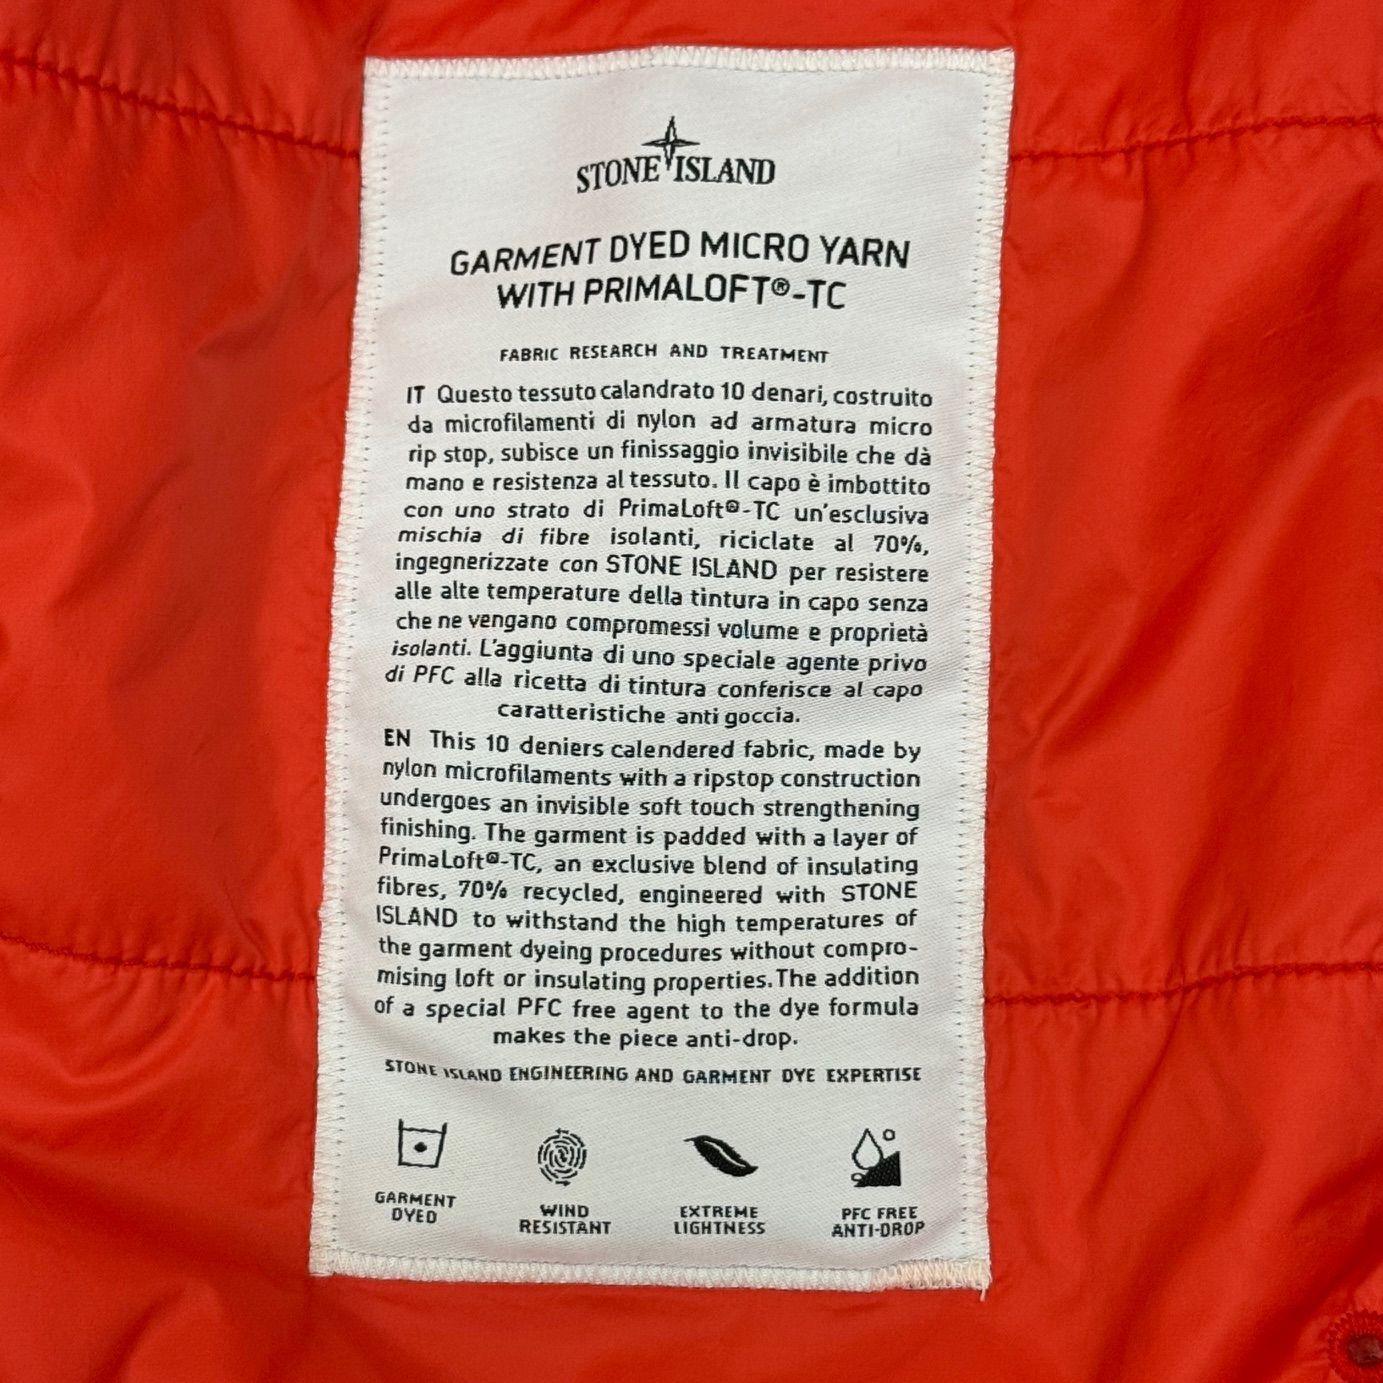 STONE ISLAND
GARMENT DYED MICRO YARN
WITH PRIMALOFT®-TC
FABRIC RESEARCH AND TREATMENT
IT Questo tessuto calandrato 10 denari, costruito
da microfilamenti di nylon ad armatura micro
rip stop, subisce un finissaggio invisibile che dà
mano e resistenza al tessuto. Il capo è imbottito
con uno strato di PrimaLoft®-TC un'esclusiva
mischia di fibre isolanti, riciclate al 70%,
ingegnerizzate con STONE ISLAND per resistere
alle alte temperature della tintura in capo senza
che ne vengano compromessi volume e proprietà
isolanti. L'aggiunta di uno speciale agente privo
di PFC alla ricetta di tintura conferisce al capo
caratteristiche anti goccia.
EN This 10 deniers calendered fabric, made by
nylon microfilaments with a ripstop construction
undergoes an invisible soft touch strengthening
finishing. The garment is padded with a layer of
PrimaLoft®-TC, an exclusive blend of insulating
fibres, 70% recycled, engineered with STONE
ISLAND to withstand the high temperatures of
the garment dyeing procedures without compro-
mising loft or insulating properties. The addition
of a special PFC free agent to the dye formula
makes the piece anti-drop.
STONE ISLAND ENGINEERING AND GARMENT DYE EXPERTISE
GARMENT
DYED
WIND
RESISTANT
EXTREME
LIGHTNESS
PFC FREE
ANTI-DROP